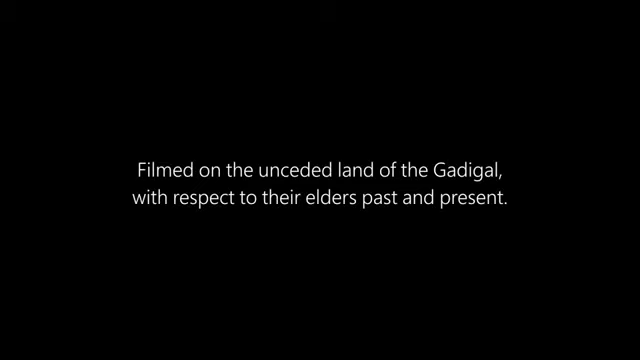 Filmed on the unceded land of the Gadigal,
with respect to their elders past and present.